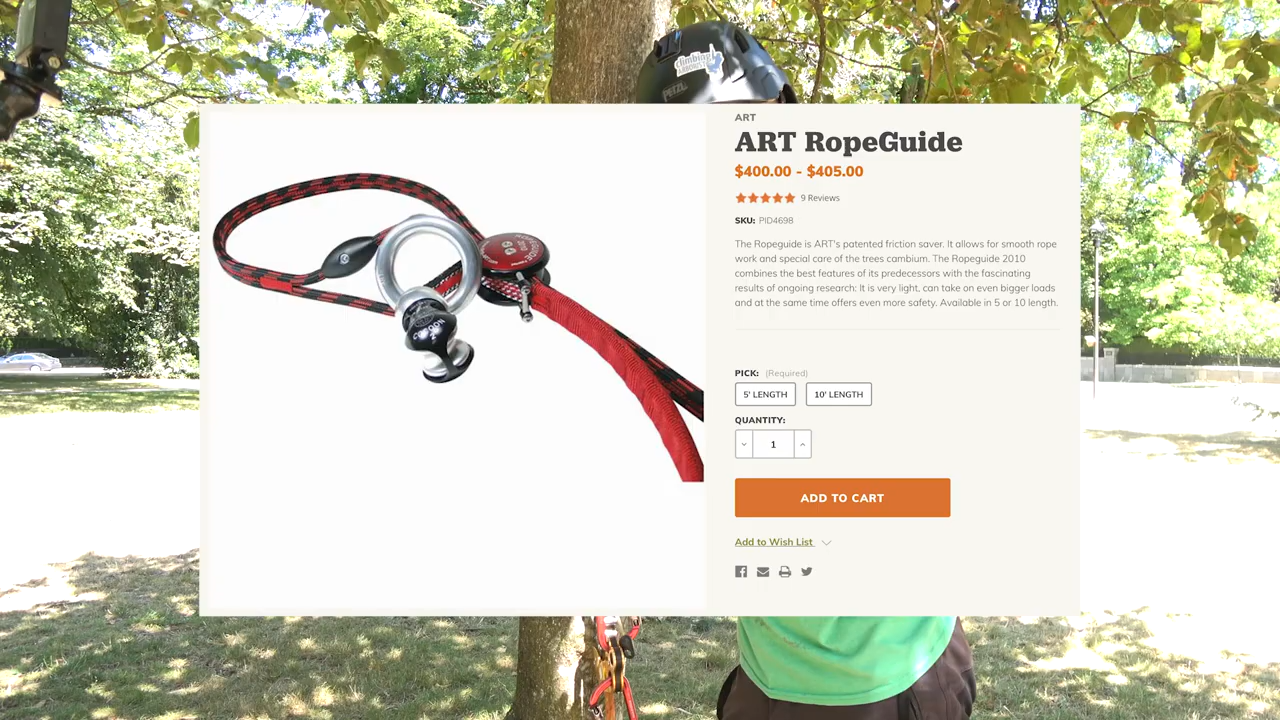 climbing
ARBORIST
PETZL
ART
ART RopeGuide
$400.00 - $405.00
9 Reviews
SKU: PID4698
The Ropeguide is ART's patented friction saver. It allows for smooth rope
work and special care of the trees cambium. The Ropeguide 2010
combines the best features of its predecessors with the fascinating
results of ongoing research: It is very light, can take on even bigger loads
and at the same time offers even more safety. Available in 5 or 10 length.
PICK: (Required)
5' LENGTH
10' LENGTH
QUANTITY:
1
ADD TO CART
Add to Wish List
COCOON